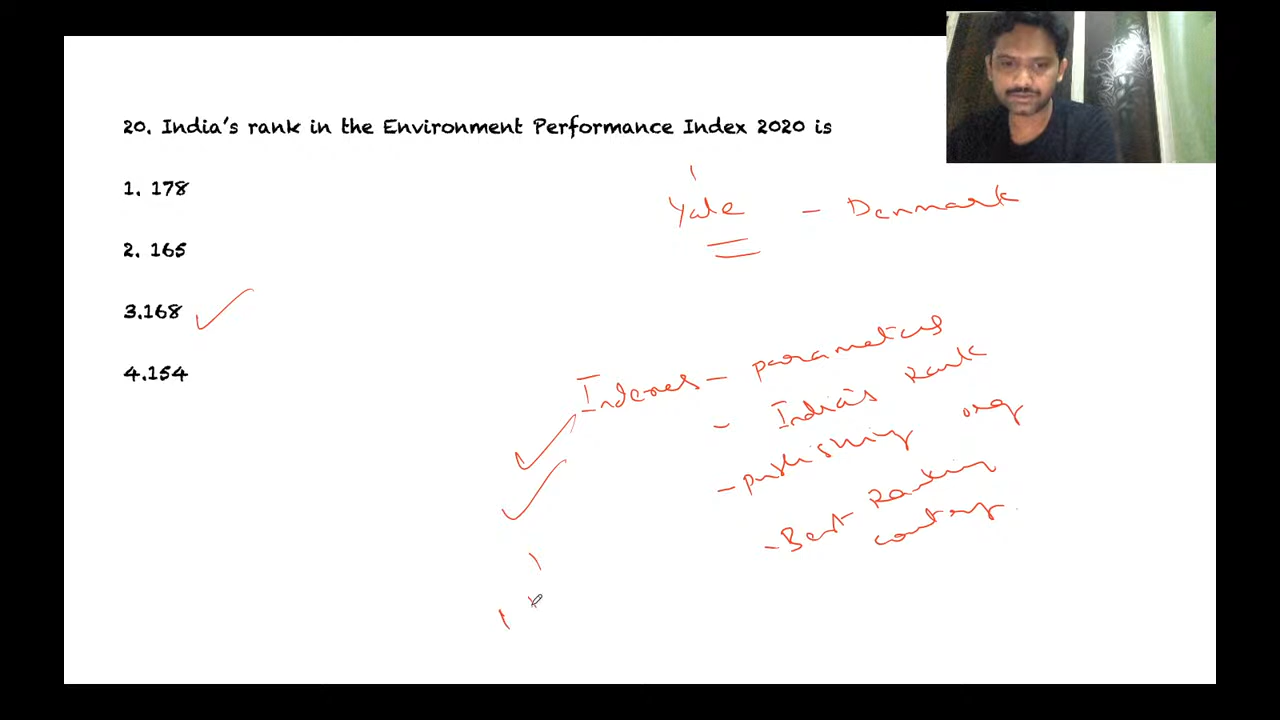 20. India's rank in the Environment Performance Index 2020 is
1. 178
2. 165
3.168
4.154
Yale - Denmark
Indexes - parameters
- India's Rank
- publishing org
- Best Ranking
country